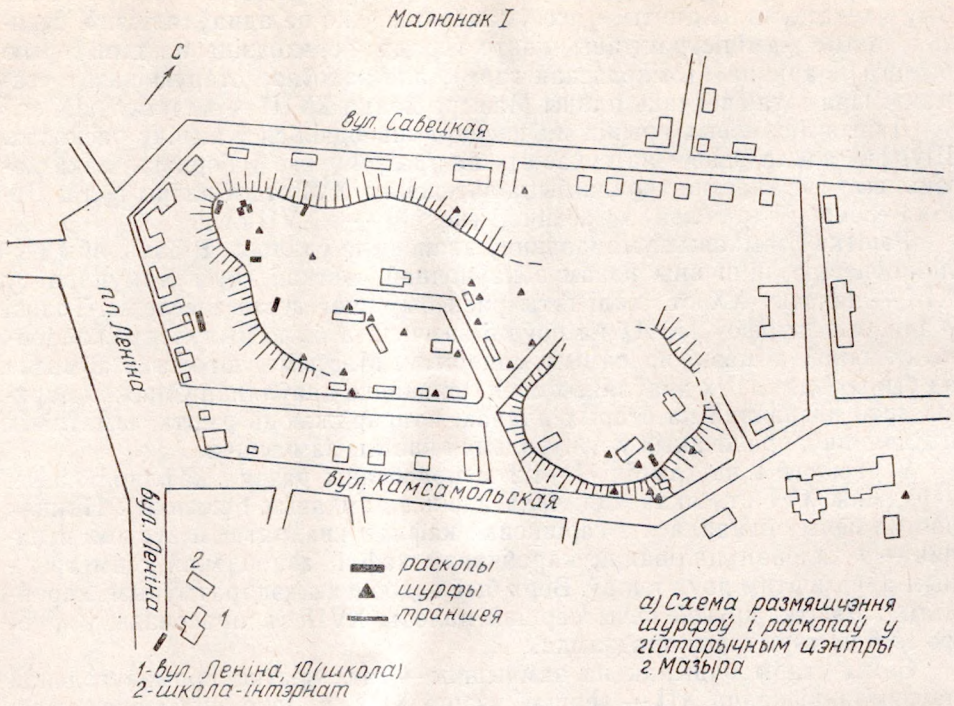 Малюнак I
С
вул. Савецкая
пл. Леніна
вул. Камсамольская
вул. Леніна
2
1
раскопы
шурфы
траншея
1-вул. Леніна, 10 (школа)
2-школа-інтэрнат
а) Схема размяшчэння
шурфоў і раскопаў у
гістарычным цэнтры
г. Мазыра